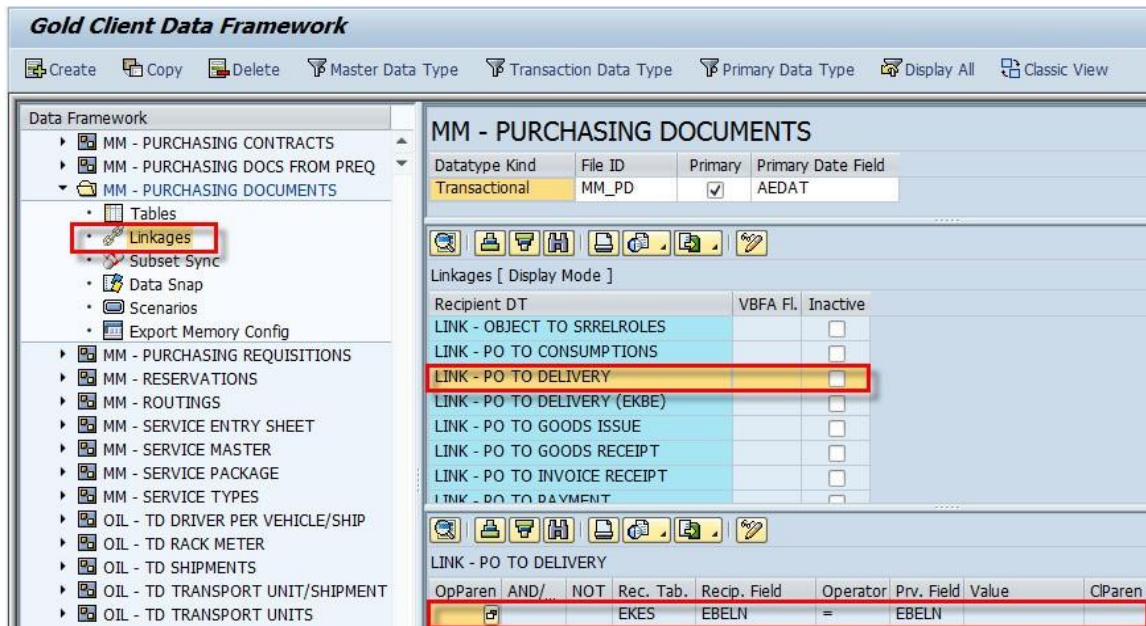 Gold Client Data Framework
Create Copy Delete Master Data Type Transaction Data Type Primary Data Type Display All Classic View
Data Framework
MM - PURCHASING CONTRACTS
MM - PURCHASING DOCS FROM PREQ
MM - PURCHASING DOCUMENTS
Tables
Linkages
Subset Sync
Data Snap
Scenarios
Export Memory Config
MM - PURCHASING REQUISITIONS
MM - RESERVATIONS
MM - ROUTINGS
MM - SERVICE ENTRY SHEET
MM - SERVICE MASTER
MM - SERVICE PACKAGE
MM - SERVICE TYPES
OIL - TD DRIVER PER VEHICLE/SHIP
OIL - TD RACK METER
OIL - TD SHIPMENTS
OIL - TD TRANSPORT UNIT/SHIPMENT
OIL - TD TRANSPORT UNITS
MM - PURCHASING DOCUMENTS
Datatype Kind File ID Primary Primary Date Field
Transactional MM_PD AEDAT
Linkages [ Display Mode ]
Recipient DT VBFA Fl. Inactive
LINK - OBJECT TO SRRELROLES
LINK - PO TO CONSUMPTIONS
LINK - PO TO DELIVERY
LINK - PO TO DELIVERY (EKBE)
LINK - PO TO GOODS ISSUE
LINK - PO TO GOODS RECEIPT
LINK - PO TO INVOICE RECEIPT
LINK - PO TO PAYMENT
LINK - PO TO DELIVERY
OpParen AND/... NOT Rec. Tab. Recip. Field Operator Prv. Field Value ClParen
EKES EBELN = EBELN